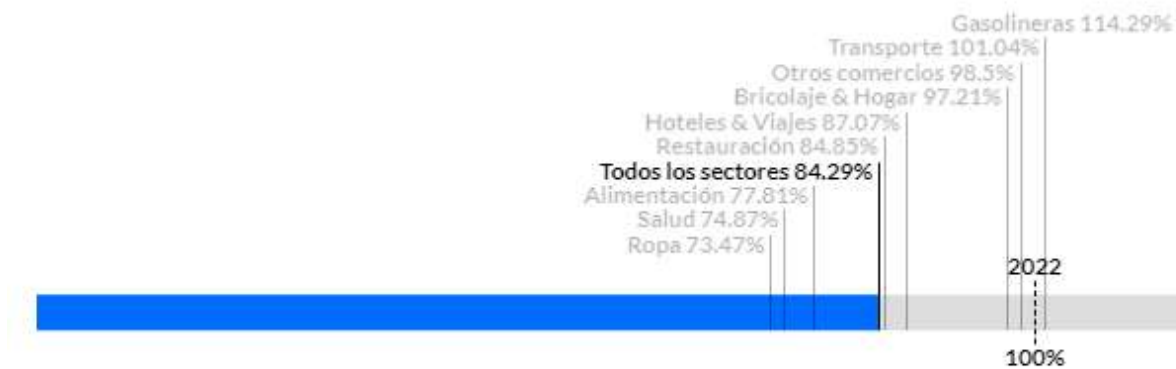 Gasolineras 114.29%
Transporte 101.04%
Otros comercios 98.5%
Bricolaje & Hogar 97.21%
Hoteles & Viajes 87.07%
Restauración 84.85%
Todos los sectores 84.29%
Alimentación 77.81%
Salud 74.87%
Ropa 73.47%
2022
100%